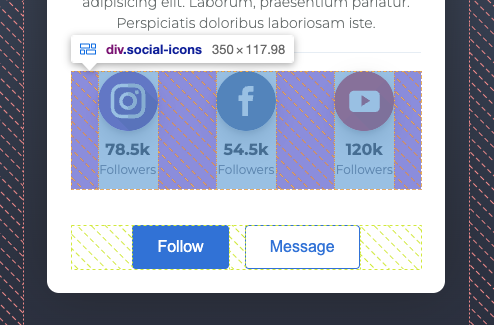 adipisicing elit. Laborum, praesentium pariatur.
Perspiciatis doloribus laboriosam iste.
div.social-icons 350 × 117.98
78.5k 54.5k 120k
Followers Followers Followers
Follow Message